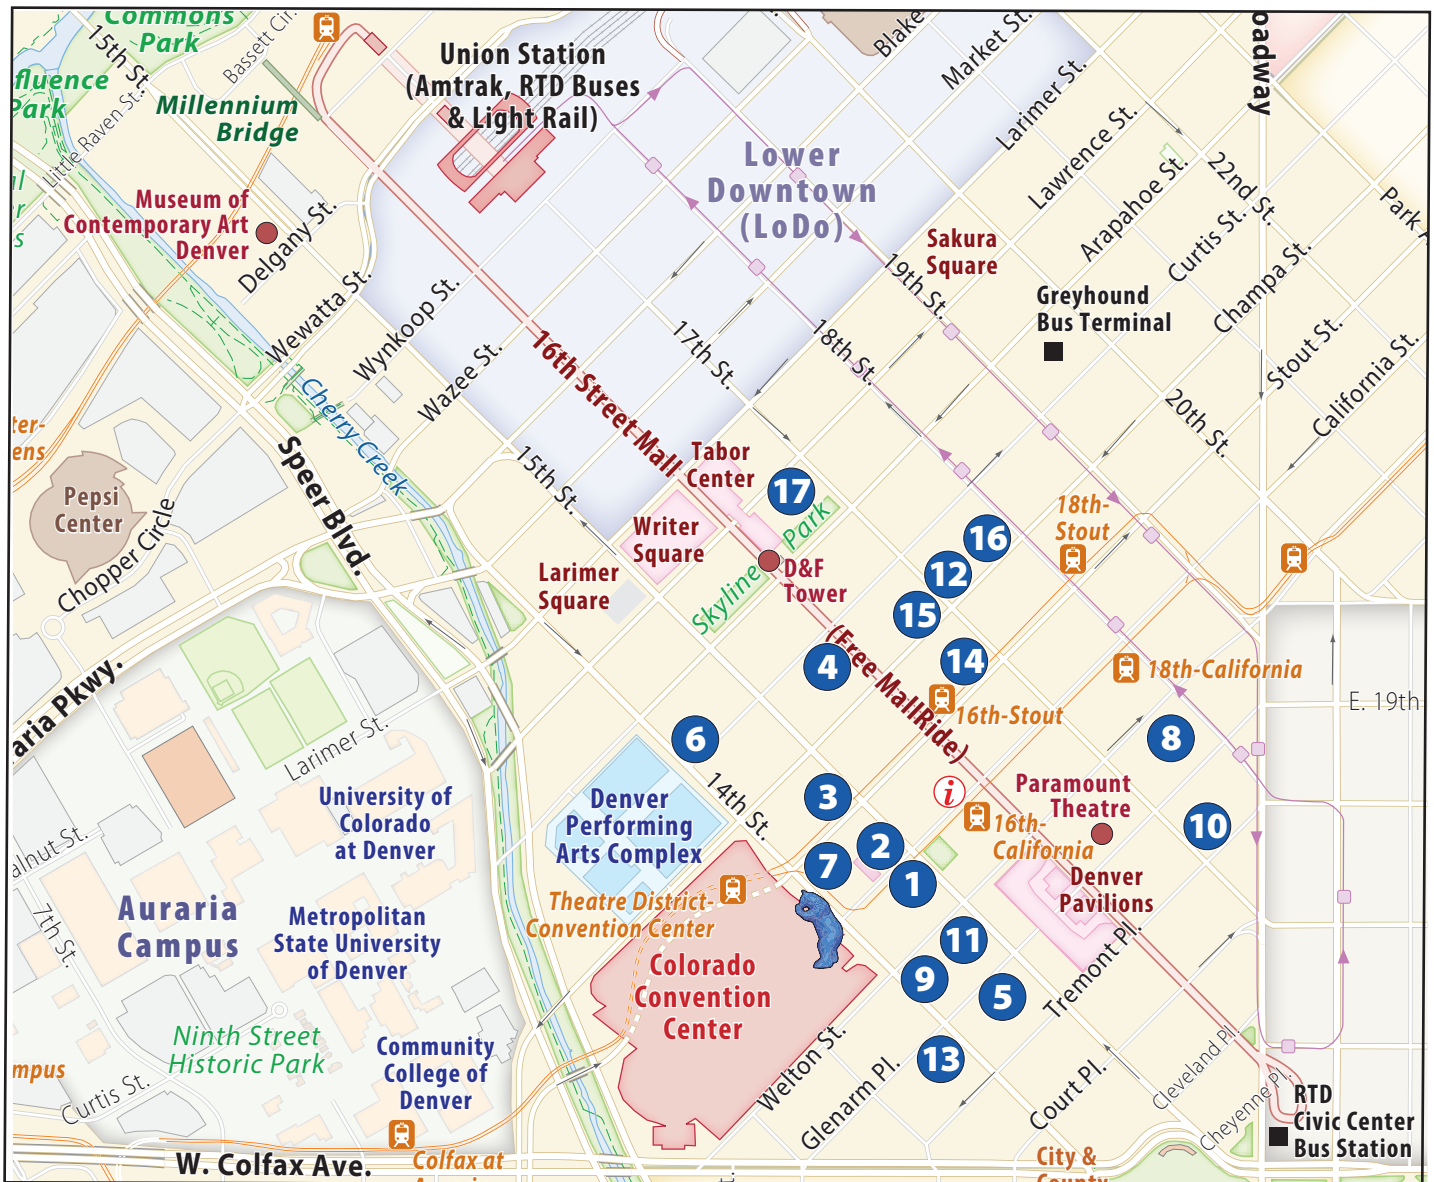 Commons
Park
15th St.
Bassett Cir.
fluence
Park
Little Raven St.
Millennium
Bridge
Union Station
(Amtrak, RTD Buses
& Light Rail)
Blake
Market St.
Larimer St.
oadway
Lower
Downtown
(LoDo)
Lawrence St.
Arapahoe St.
22nd St.
Curtis St.
Champa St.
Park A
Museum of
Contemporary Art
Denver
Delgany St.
Sakura
Square
19th St.
Greyhound
Bus Terminal
Wewatta St.
Wynkoop St.
Wazee St.
16th Street Mall
17th St.
18th St.
20th St.
Stout St.
California St.
Cherry Creek
Speer Blvd.
ter-
ens
Pepsi
Center
Chopper Circle
15th St.
Tabor
Center
17
Writer
Square
Skyline Park
D&F
Tower
Larimer
Square
18th-
Stout
16
12
15
14
4
(Free MallRide)
16th-Stout
18th-California
E. 19th
aria Pkwy.
Larimer St.
6
14th St.
8
3
i
Paramount
Theatre
10
16th-
California
University of
Colorado
at Denver
Denver
Performing
Arts Complex
2
7
1
Denver
Pavilions
alnut St.
7th St.
Auraria
Campus
Metropolitan
State University
of Denver
Theatre District-
Convention Center
Colorado
Convention
Center
11
9
5
Tremont Pl.
Ninth Street
Historic Park
Community
College of
Denver
13
Welton St.
Glenarm Pl.
Court Pl.
Cleveland Pl.
Cheyenne Pl.
RTD
Civic Center
Bus Station
mpus
Curtis St.
W. Colfax Ave.
Colfax at
City &